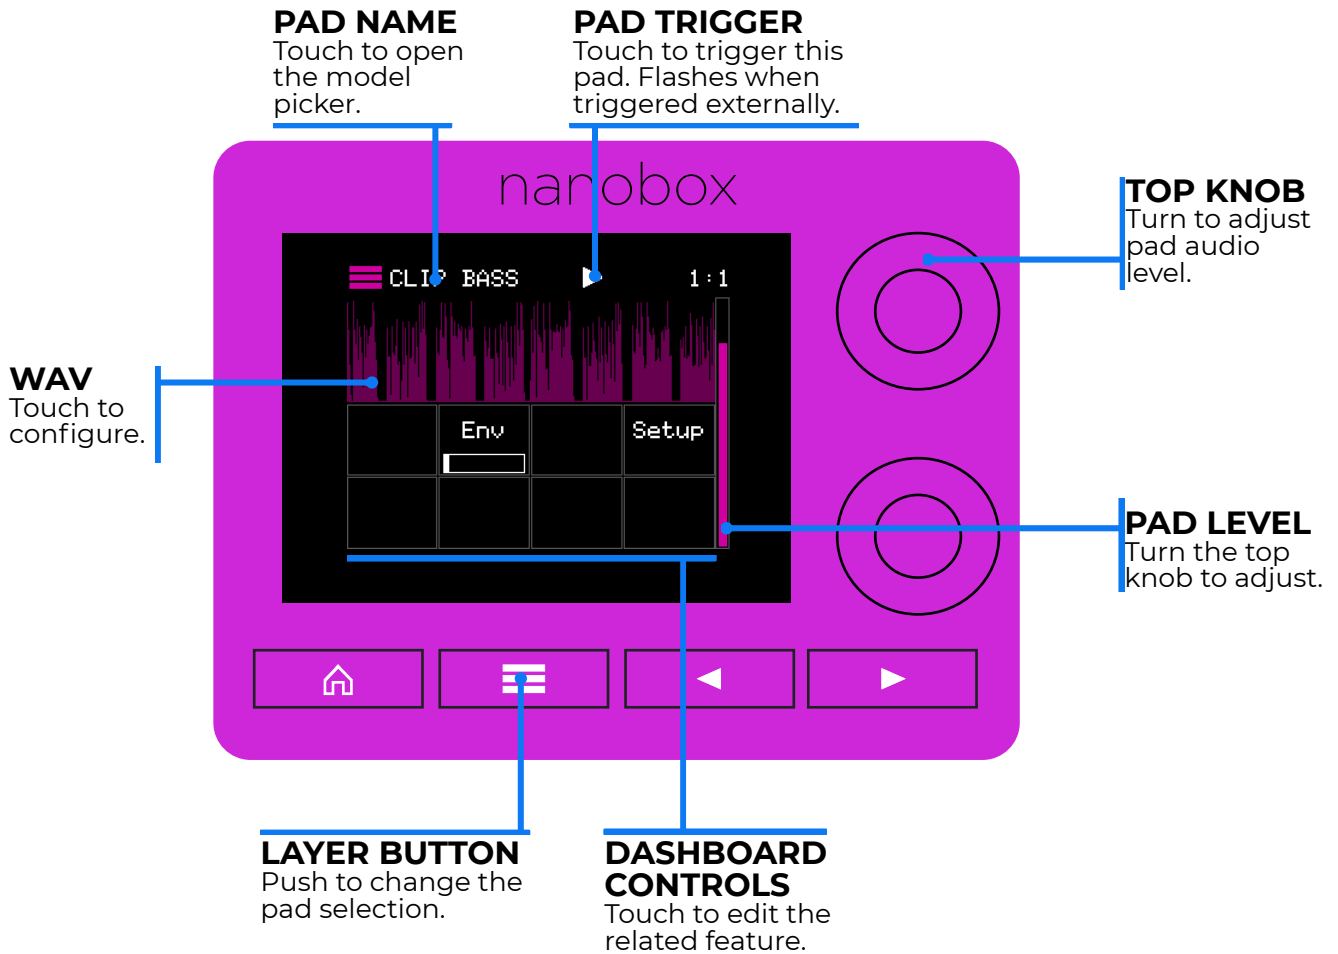 PAD NAME
Touch to open
the model
picker.
PAD TRIGGER
Touch to trigger this
pad. Flashes when
triggered externally.
nanobox
TOP KNOB
Turn to adjust
pad audio
level.
CLIP BASS
1:1
WAV
Touch to
configure.
Env
Setup
PAD LEVEL
Turn the top
knob to adjust.
LAYER BUTTON
Push to change the
pad selection.
DASHBOARD
CONTROLS
Touch to edit the
related feature.